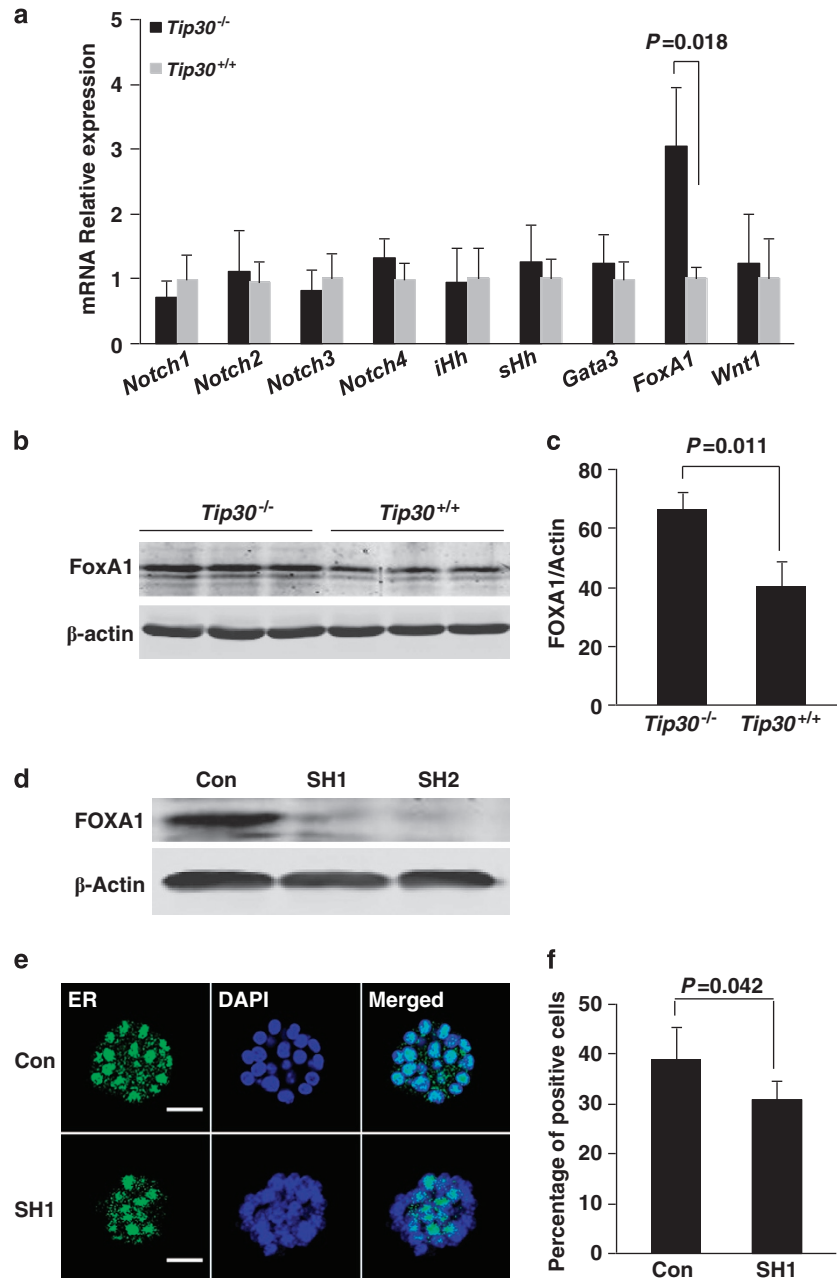 a
mRNA Relative expression
5
4
3
2
1
0
Tip30-/-
Tip30+/+
P=0.018
Notch1 Notch2 Notch3 Notch4 iHh sHh Gata3 FoxA1 Wnt1
b
Tip30-/- Tip30+/+
FoxA1
β-actin
c
P=0.011
FOXA1/Actin
80
60
40
20
0
Tip30-/- Tip30+/+
d
Con SH1 SH2
FOXA1
β-Actin
e
ER DAPI Merged
Con
SH1
f
P=0.042
Percentage of positive cells
50
40
30
20
10
0
Con SH1